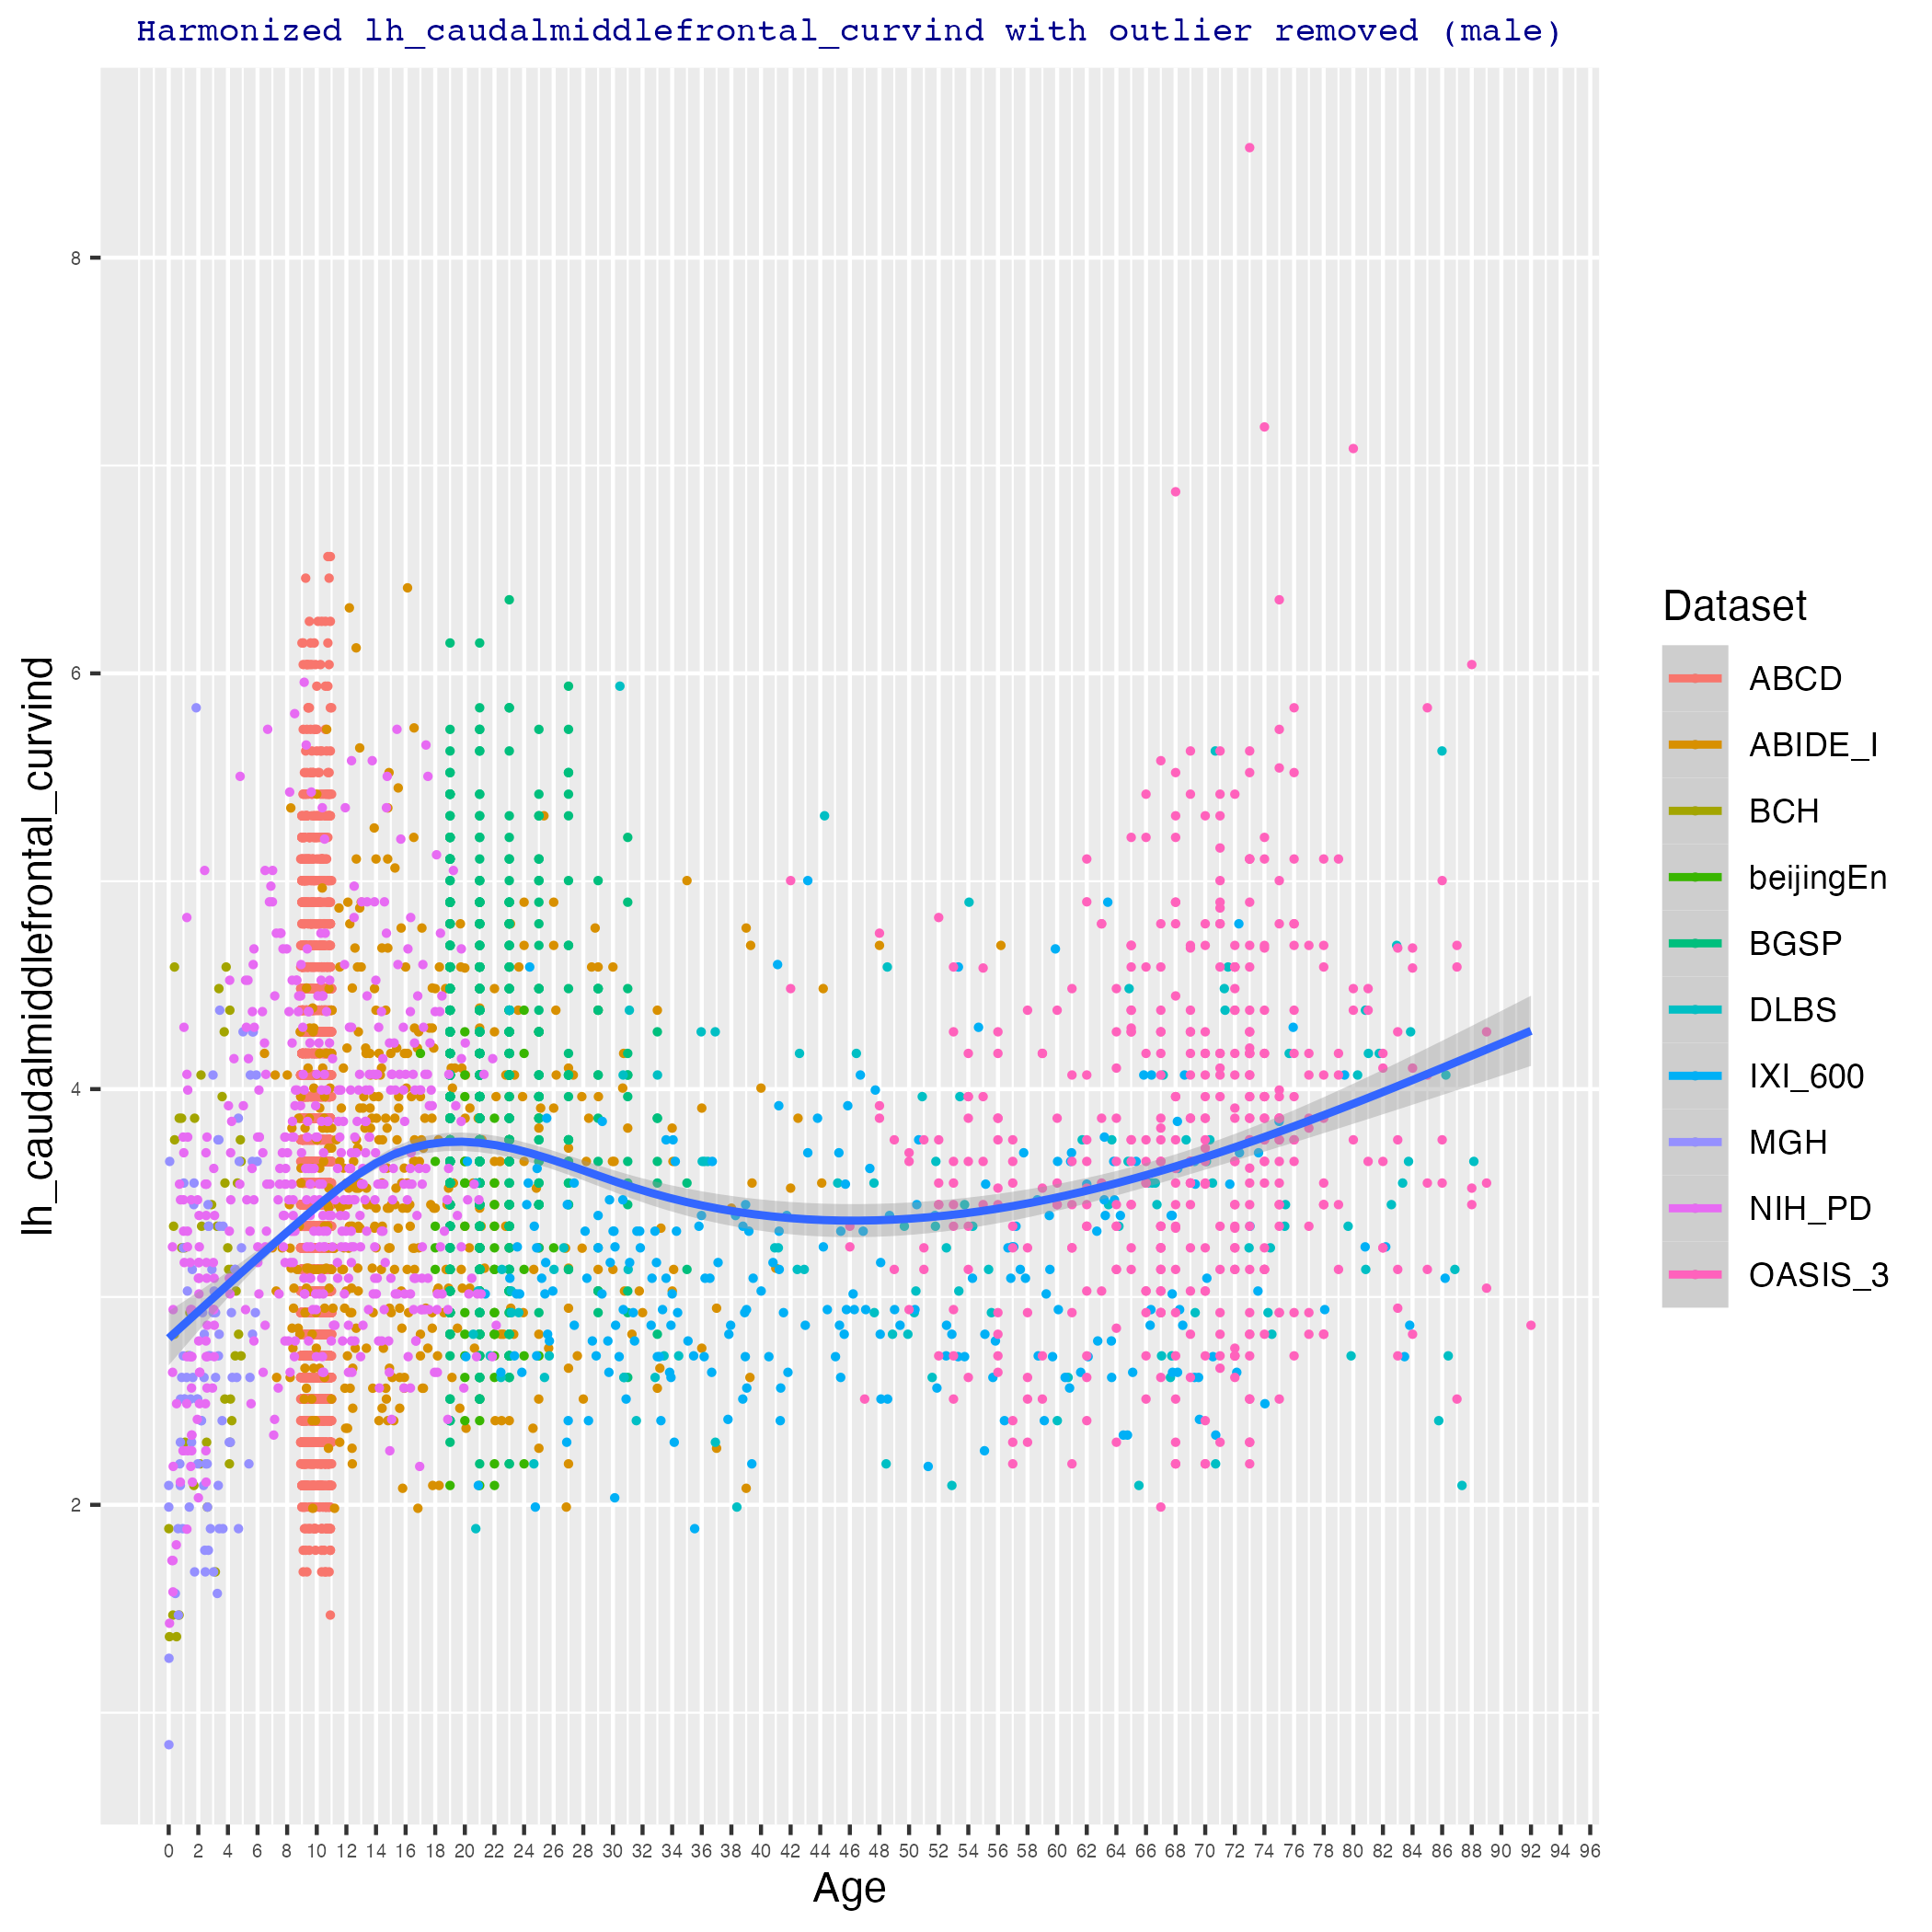 Harmonized lh_caudalmiddlefrontal_curvind with outlier removed (male)
lh_caudalmiddlefrontal_curvind
8
6
4
2
0 2 4 6 8 10 12 14 16 18 20 22 24 26 28 30 32 34 36 38 40 42 44 46 48 50 52 54 56 58 60 62 64 66 68 70 72 74 76 78 80 82 84 86 88 90 92 94 96
Age
Dataset
ABCD
ABIDE_I
BCH
beijingEn
BGSP
DLBS
IXI_600
MGH
NIH_PD
OASIS_3